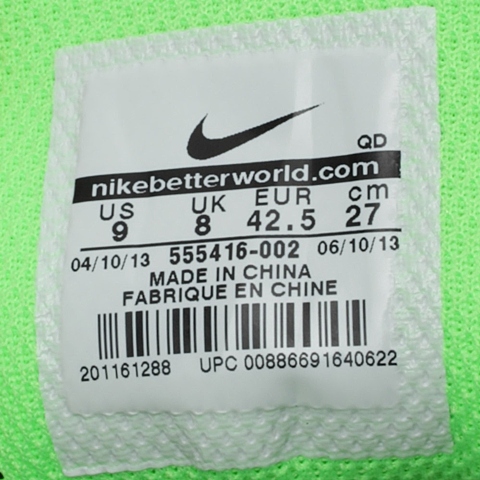 QD
nikebetterworld.com
US UK EUR cm
9 8 42.5 27
04/10/13 555416-002 06/10/13
MADE IN CHINA
FABRIQUE EN CHINE
201161288 UPC 00886691640622